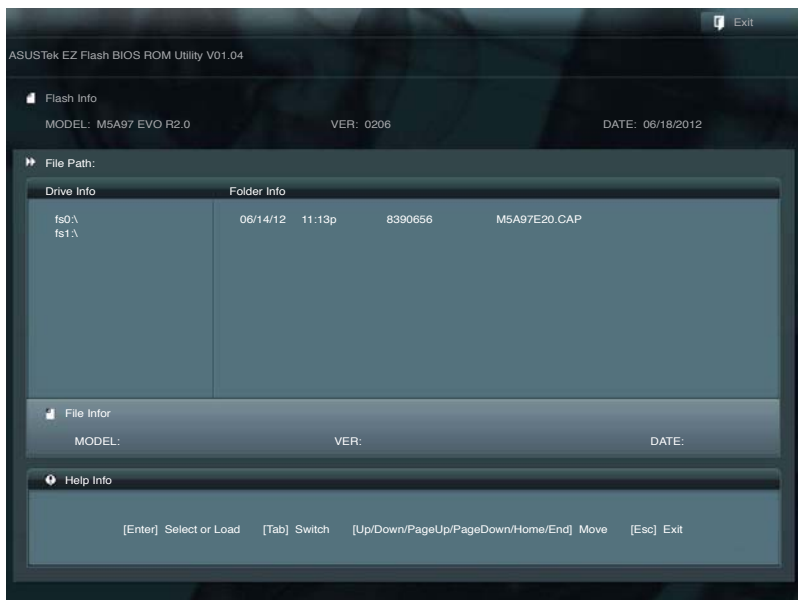 Exit
ASUSTek EZ Flash BIOS ROM Utility V01.04
Flash Info
MODEL: M5A97 EVO R2.0 VER: 0206 DATE: 06/18/2012
File Path:
Drive Info Folder Info
fs0:\ 06/14/12 11:13p 8390656 M5A97E20.CAP
fs1:\
File Infor
MODEL: VER: DATE:
Help Info
[Enter] Select or Load [Tab] Switch [Up/Down/PageUp/PageDown/Home/End] Move [Esc] Exit